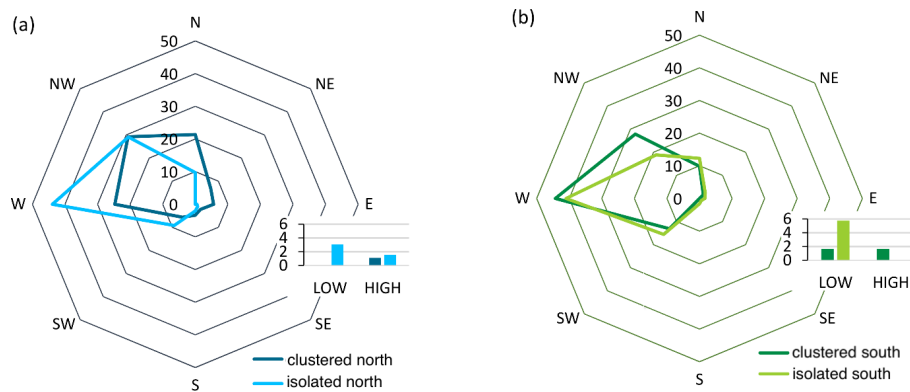 (a)
N
50
40
30
20
10
0
NW
NE
W
E
SW
SE
S
6
4
2
0
LOW HIGH
clustered north
isolated north
(b)
N
50
40
30
20
10
0
NW
NE
W
E
SW
SE
S
6
4
2
0
LOW HIGH
clustered south
isolated south